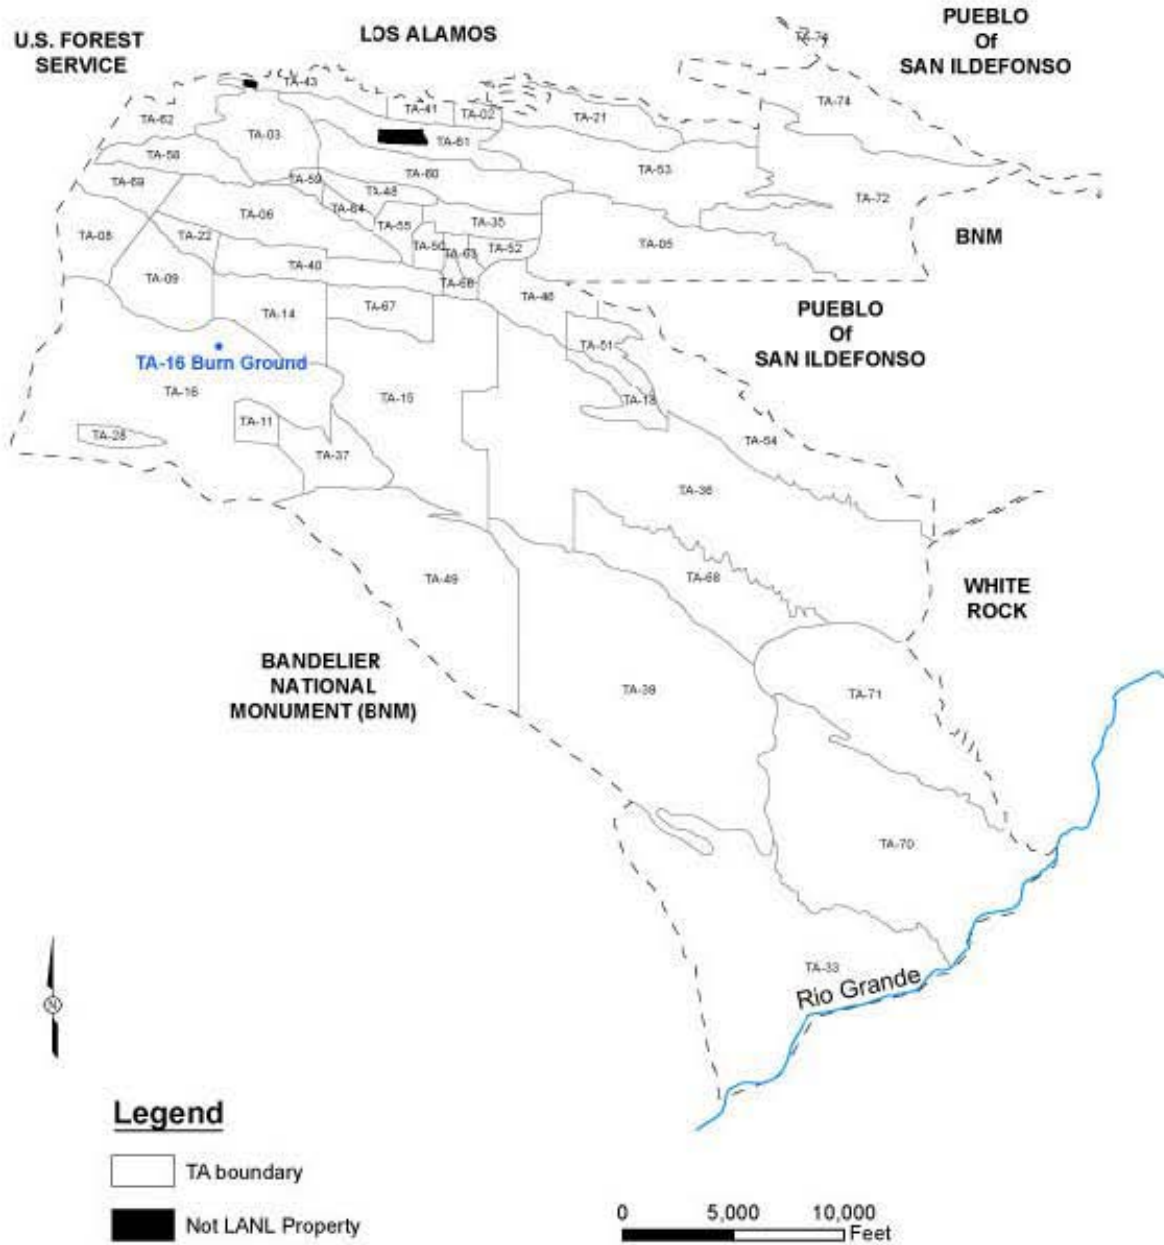 PUEBLO
Of
SAN ILDEFONSO
U.S. FOREST
SERVICE
LOS ALAMOS
TA-74
TA-43
TA-74
TA-62
TA-41
TA-02
TA-21
TA-03
TA-61
TA-58
TA-53
TA-69
TA-59
TA-60
TA-48
TA-72
TA-64
TA-06
TA-55
TA-35
TA-08
TA-22
TA-50
TA-63
TA-52
TA-05
BNM
TA-40
TA-09
TA-66
TA-46
TA-67
TA-14
PUEBLO
Of
SAN ILDEFONSO
TA-51
TA-16 Burn Ground
TA-16
TA-15
TA-18
TA-11
TA-28
TA-37
TA-54
TA-36
TA-49
TA-68
WHITE
ROCK
BANDELIER
NATIONAL
MONUMENT (BNM)
TA-39
TA-71
TA-70
TA-33
Rio Grande
N
Legend
TA boundary
Not LANL Property
0 5,000 10,000
Feet